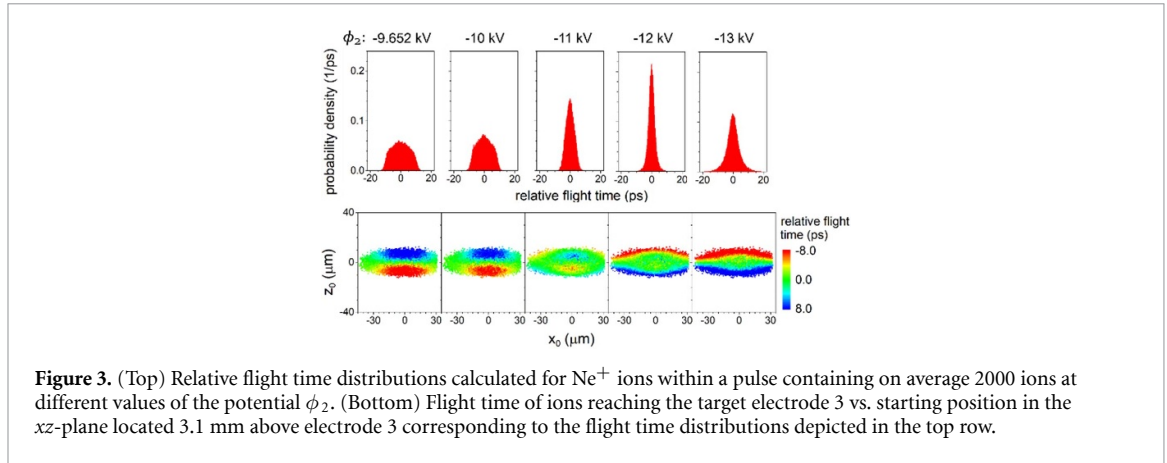 ϕ₂: -9.652 kV -10 kV -11 kV -12 kV -13 kV
probability density (1/ps)
0.2
0.1
0.0
-20 0 20 -20 0 20 -20 0 20 -20 0 20 -20 0 20
relative flight time (ps)
z₀ (μm)
40
0
-40
-30 0 30 -30 0 30 -30 0 30 -30 0 30 -30 0 30
x₀ (μm)
relative flight
time (ps)
-8.0
0.0
8.0
Figure 3. (Top) Relative flight time distributions calculated for Ne⁺ ions within a pulse containing on average 2000 ions at
different values of the potential ϕ₂. (Bottom) Flight time of ions reaching the target electrode 3 vs. starting position in the
xz-plane located 3.1 mm above electrode 3 corresponding to the flight time distributions depicted in the top row.